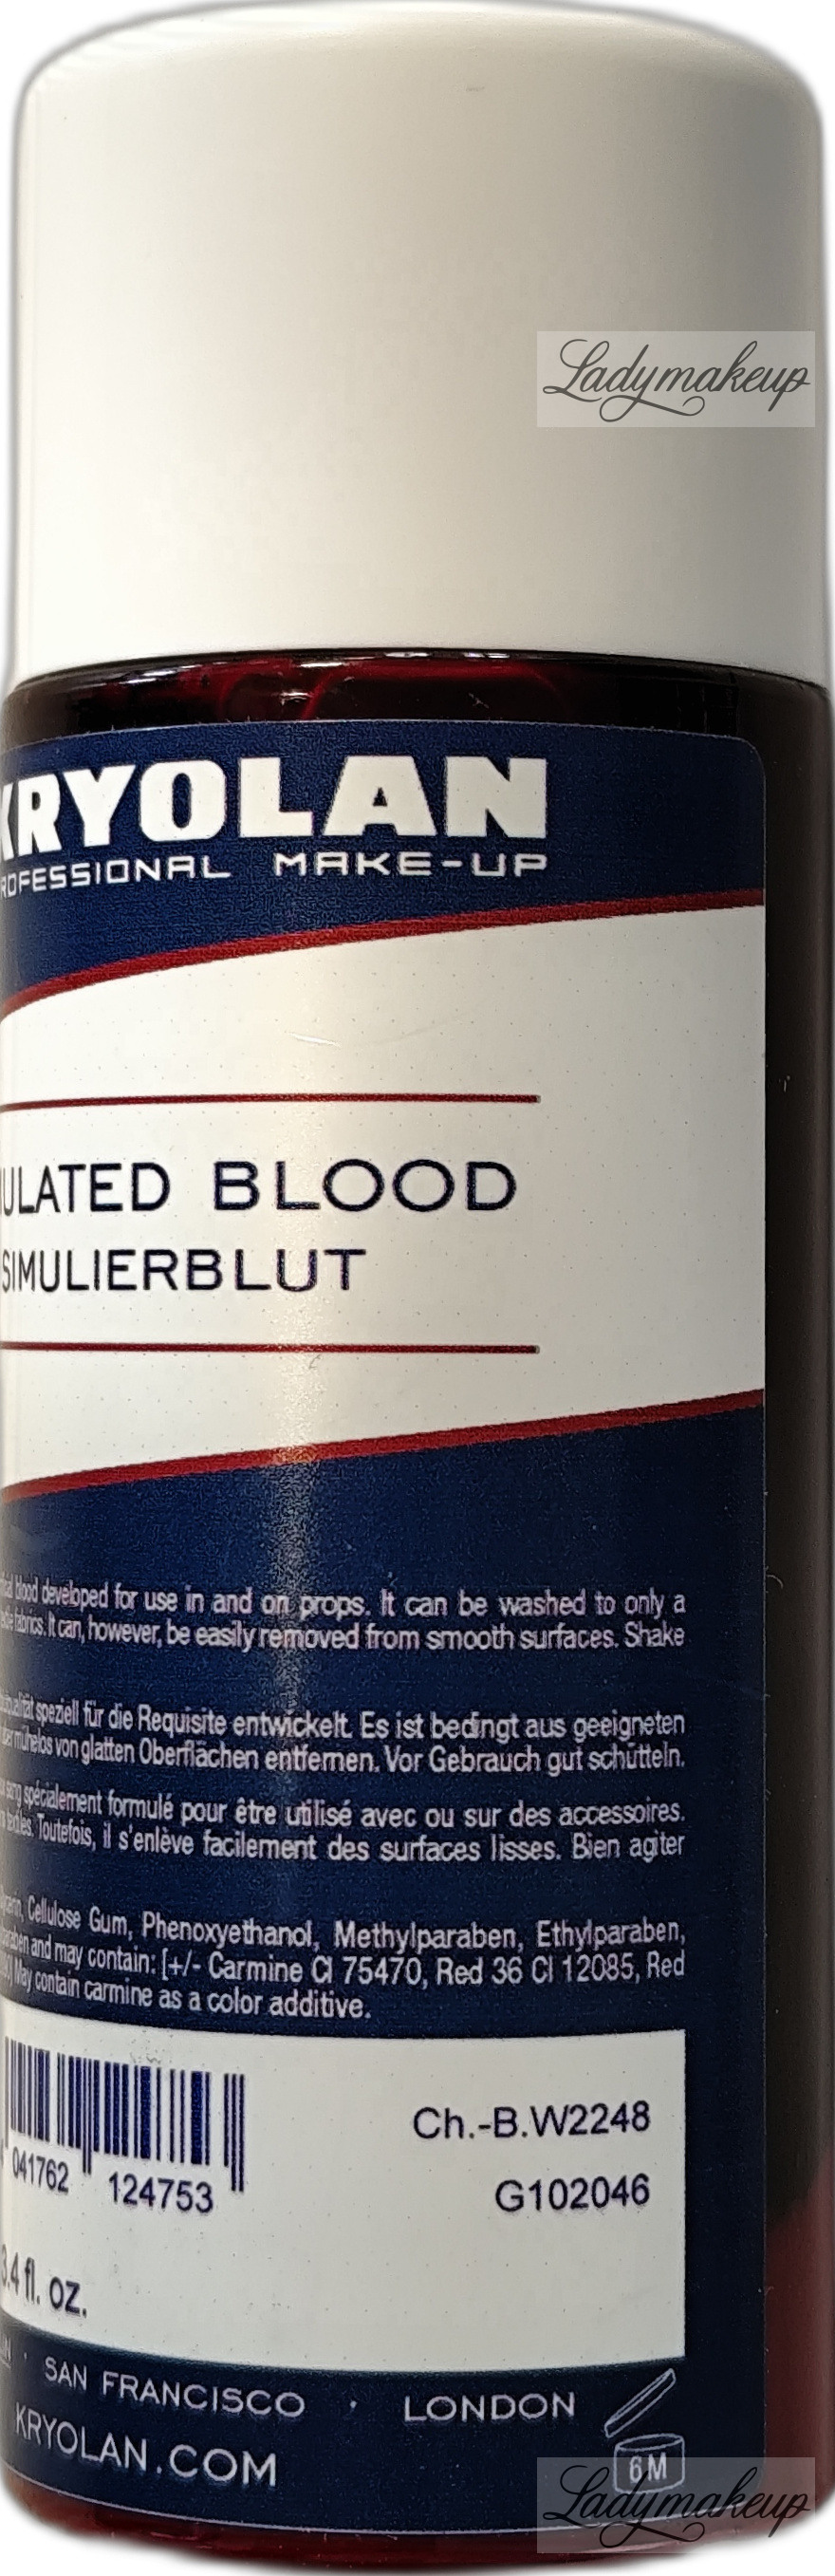 Ladymakeup
KRYOLAN
PROFESSIONAL MAKE-UP
ULATED BLOOD
SIMULIERBLUT
blood developed for use in and on props. It can be washed to only a
fabrics. It can, however, be easily removed from smooth surfaces. Shake
speziell für die Requisite entwickelt. Es ist bedingt aus geeigneten
mühelos von glatten Oberflächen entfernen. Vor Gebrauch gut schütteln.
sang spécialement formulé pour être utilisé avec ou sur des accessoires.
textiles. Toutefois, il s'enlève facilement des surfaces lisses. Bien agiter
Cellulose Gum, Phenoxyethanol, Methylparaben, Ethylparaben,
and may contain: [+/- Carmine CI 75470, Red 36 CI 12085, Red
May contain carmine as a color additive.
Ch.-B.W2248
041762 124753
G102046
3.4 fl. oz.
· SAN FRANCISCO · LONDON
KRYOLAN.COM
6M
Ladymakeup